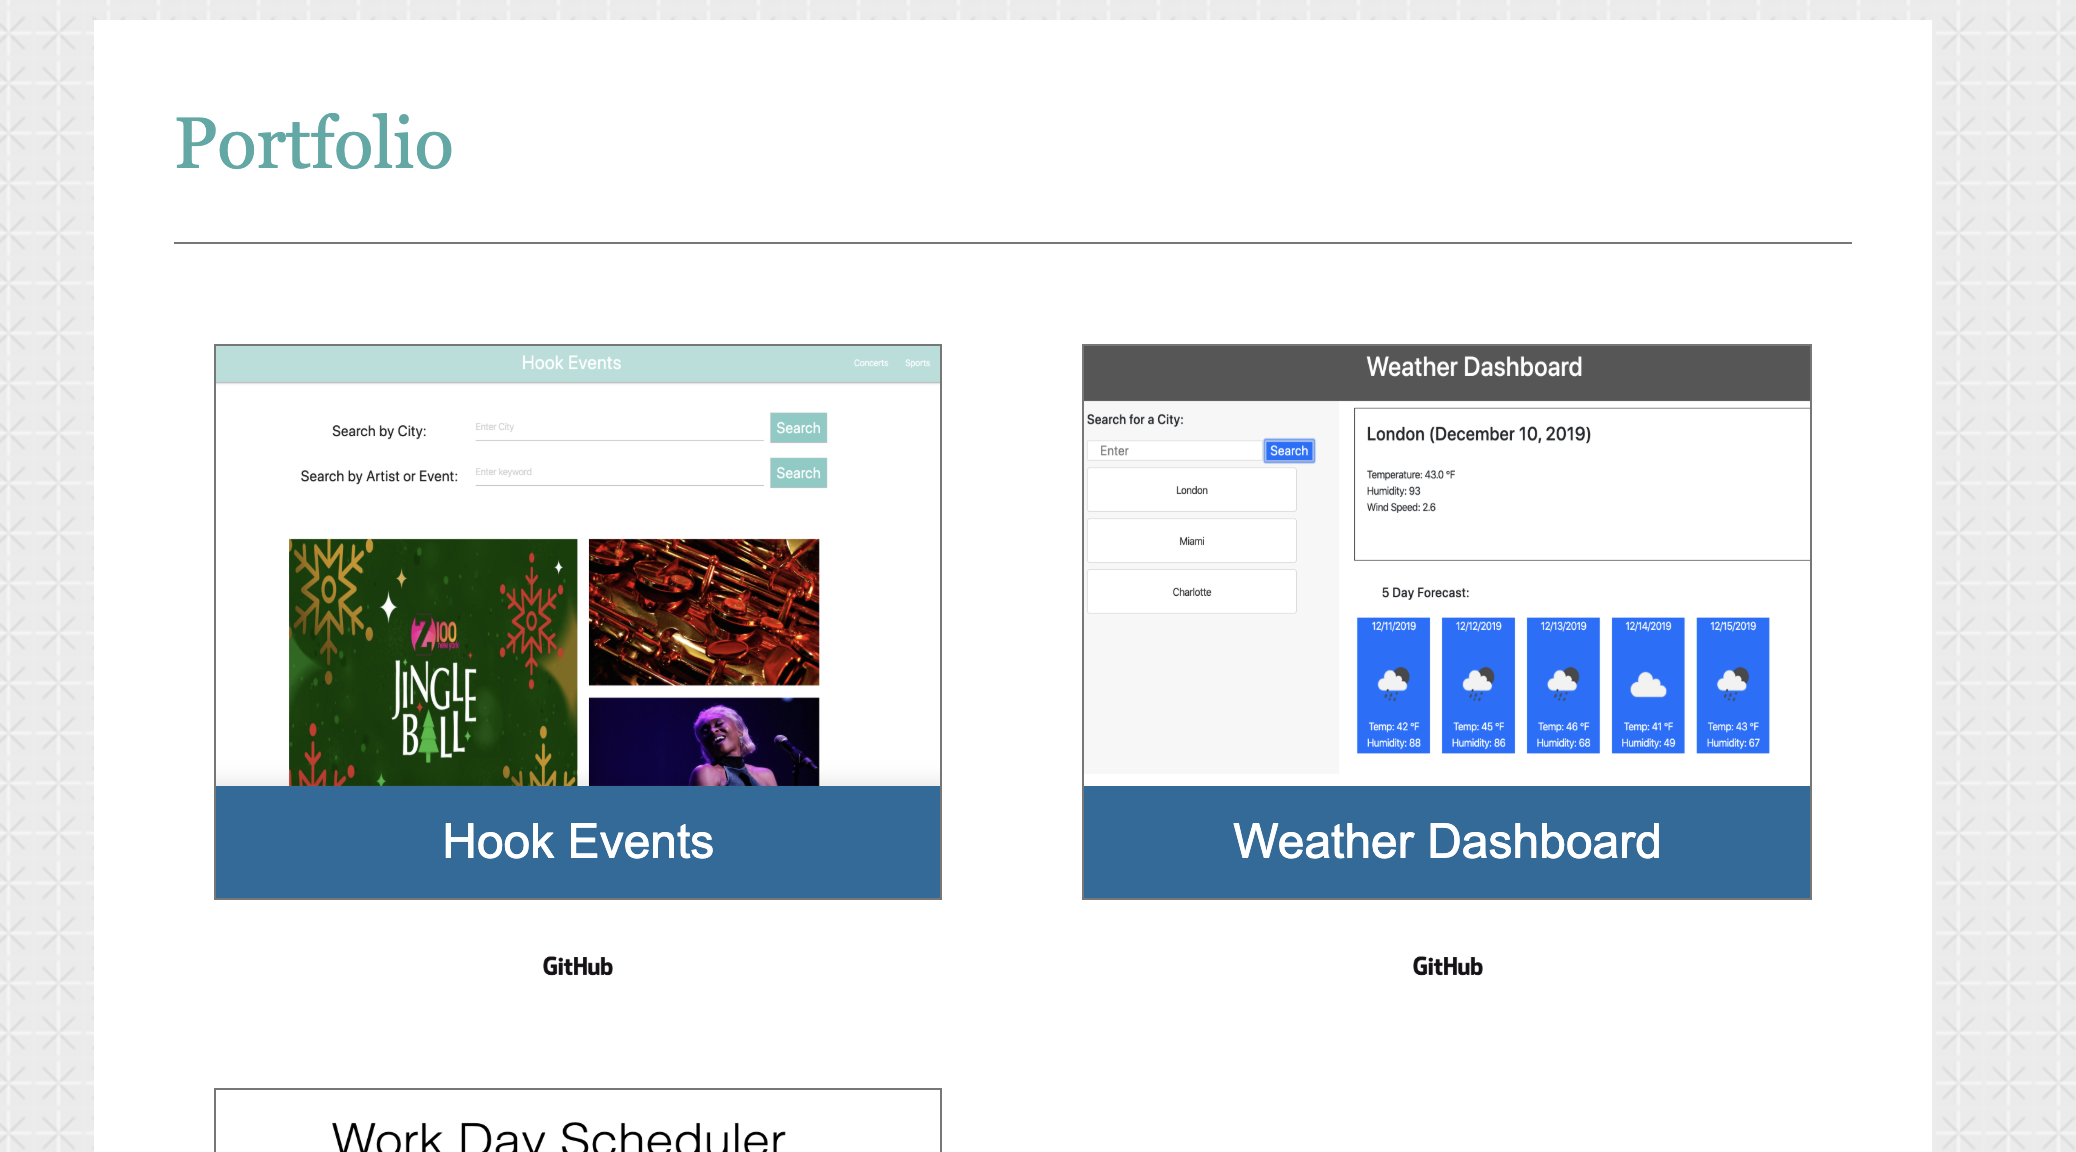 Portfolio
Hook Events
Concerts
Sports
Search by City:
Enter City
Search
Search by Artist or Event:
Enter keyword
Search
Z100
new york
JINGLE
BALL
Hook Events
GitHub
Weather Dashboard
Search for a City:
Enter
Search
London
Miami
Charlotte
London (December 10, 2019)
Temperature: 43.0 °F
Humidity: 93
Wind Speed: 2.6
5 Day Forecast:
12/11/2019
Temp: 42 °F
Humidity: 88
12/12/2019
Temp: 45 °F
Humidity: 86
12/13/2019
Temp: 46 °F
Humidity: 68
12/14/2019
Temp: 41 °F
Humidity: 49
12/15/2019
Temp: 43 °F
Humidity: 67
Weather Dashboard
GitHub
Work Day Scheduler